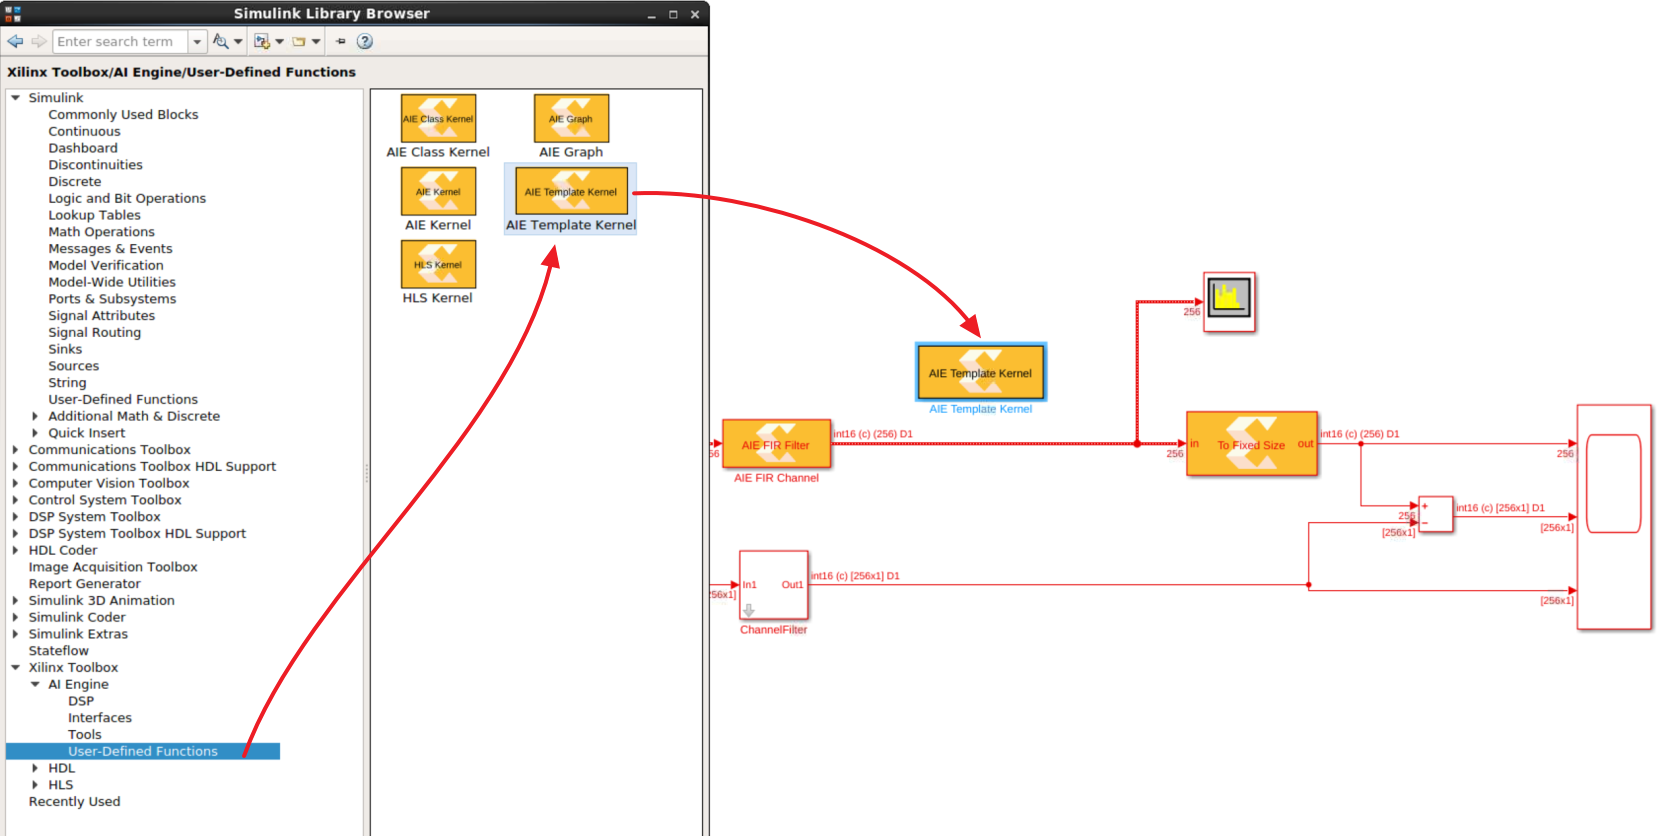 Simulink Library Browser
Enter search term
Xilinx Toolbox/AI Engine/User-Defined Functions
Simulink
Commonly Used Blocks
Continuous
Dashboard
Discontinuities
Discrete
Logic and Bit Operations
Lookup Tables
Math Operations
Messages & Events
Model Verification
Model-Wide Utilities
Ports & Subsystems
Signal Attributes
Signal Routing
Sinks
Sources
String
User-Defined Functions
Additional Math & Discrete
Quick Insert
Communications Toolbox
Communications Toolbox HDL Support
Computer Vision Toolbox
Control System Toolbox
DSP System Toolbox
DSP System Toolbox HDL Support
HDL Coder
Image Acquisition Toolbox
Report Generator
Simulink 3D Animation
Simulink Coder
Simulink Extras
Stateflow
Xilinx Toolbox
AI Engine
DSP
Interfaces
Tools
User-Defined Functions
HDL
HLS
Recently Used
AIE Class Kernel
AIE Class Kernel
AIE Graph
AIE Graph
AIE Kernel
AIE Kernel
AIE Template Kernel
AIE Template Kernel
HLS Kernel
HLS Kernel
256
AIE Template Kernel
AIE Template Kernel
56
AIE FIR Filter
AIE FIR Channel
int16 (c) (256) D1
256
in
To Fixed Size
out
int16 (c) (256) D1
256
256
+
−
[256x1]
int16 (c) [256x1] D1
[256x1]
[256x1]
56x1]
In1
Out1
ChannelFilter
int16 (c) [256x1] D1